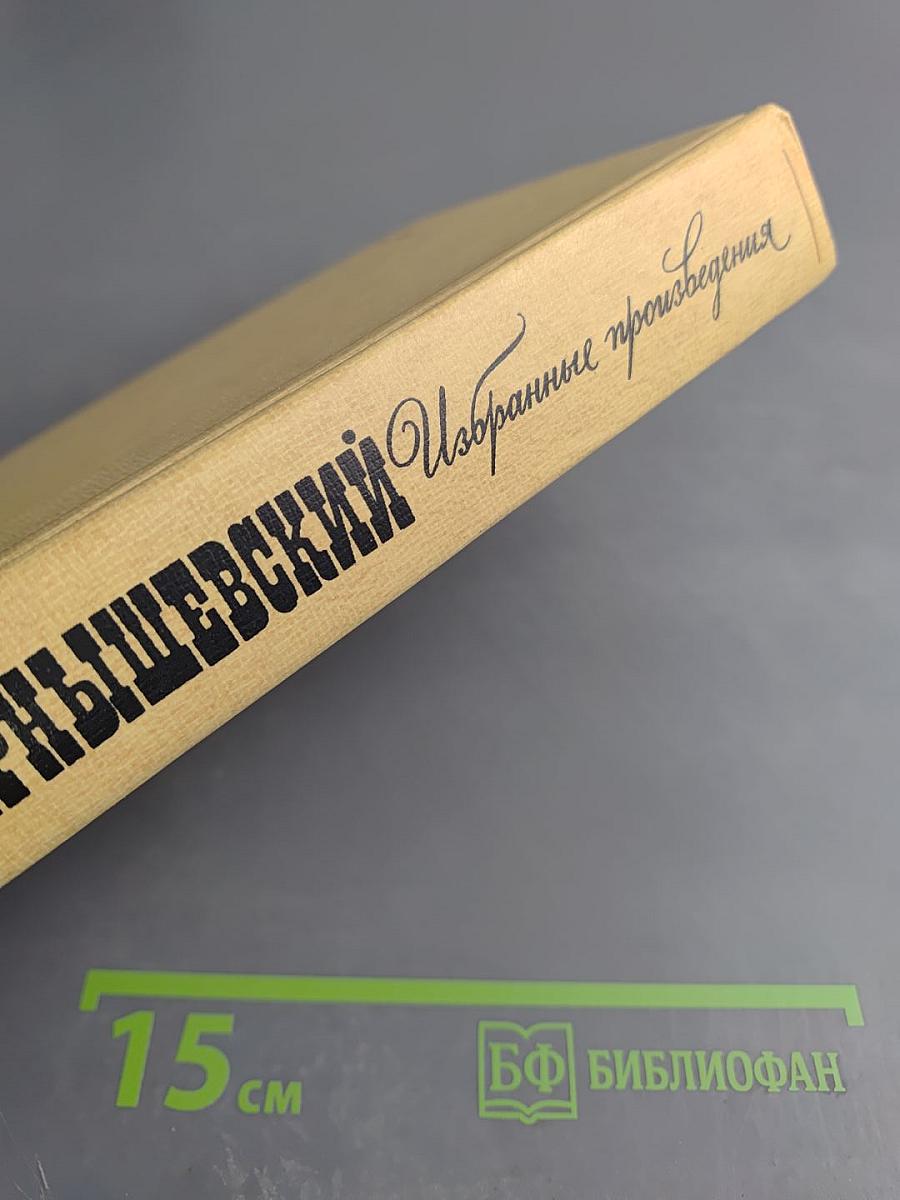 РНЫШЕВСКИЙ Избранные произведения
15 см
БФ БИБЛИОФАН